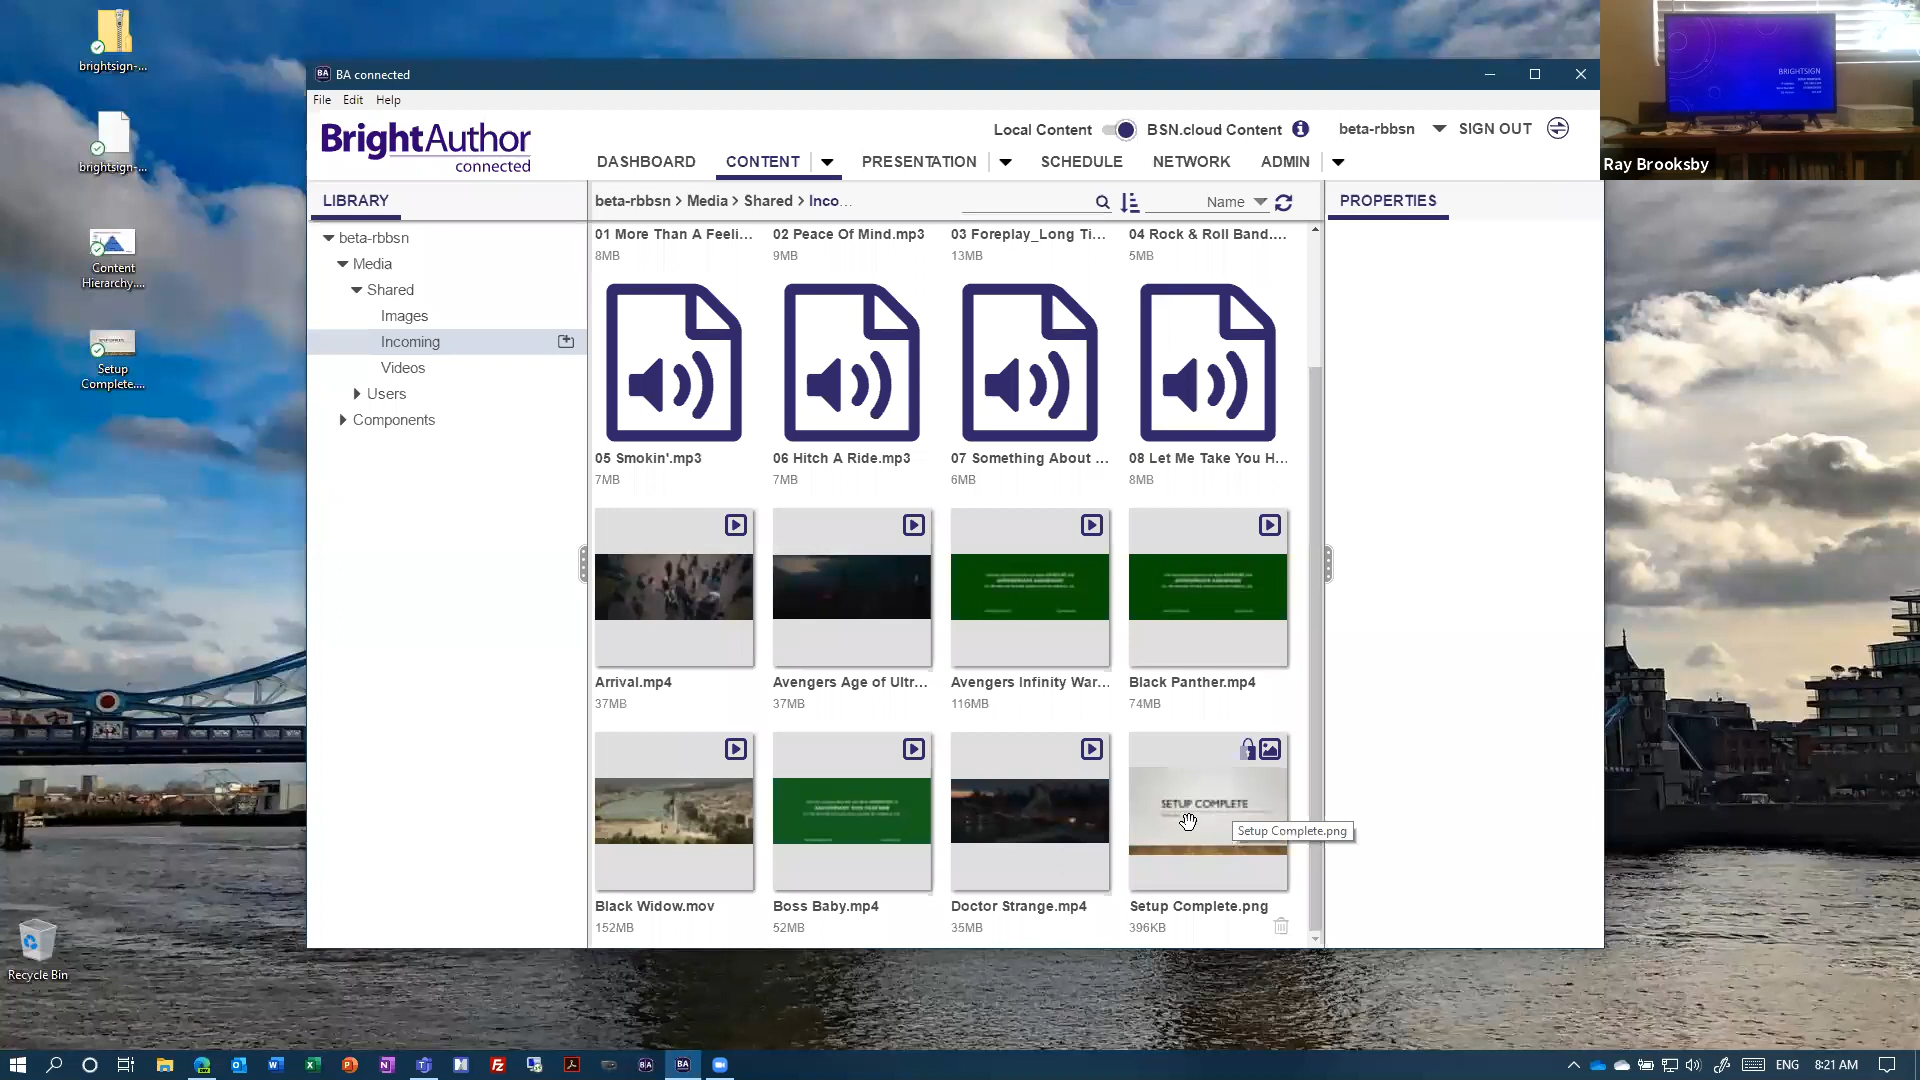 brightsign-...
brightsign-...
Content
Hierarchy....
Setup
Complete....
Recycle Bin
BA connected
File Edit Help
BrightAuthor
connected
Local Content BSN.cloud Content beta-rbbsn SIGN OUT
DASHBOARD CONTENT PRESENTATION SCHEDULE NETWORK ADMIN
LIBRARY
beta-rbbsn > Media > Shared > Inco...
Name
PROPERTIES
beta-rbbsn
Media
Shared
Images
Incoming
Videos
Users
Components
01 More Than A Feeli... 02 Peace Of Mind.mp3 03 Foreplay_Long Ti... 04 Rock & Roll Band....
8MB 9MB 13MB 5MB
05 Smokin'.mp3 06 Hitch A Ride.mp3 07 Something About ... 08 Let Me Take You H...
7MB 7MB 6MB 8MB
Arrival.mp4 Avengers Age of Ultr... Avengers Infinity War... Black Panther.mp4
37MB 37MB 116MB 74MB
SETUP COMPLETE
Setup Complete.png
Black Widow.mov Boss Baby.mp4 Doctor Strange.mp4 Setup Complete.png
152MB 52MB 35MB 396KB
BRIGHTSIGN
Ray Brooksby
ENG 8:21 AM